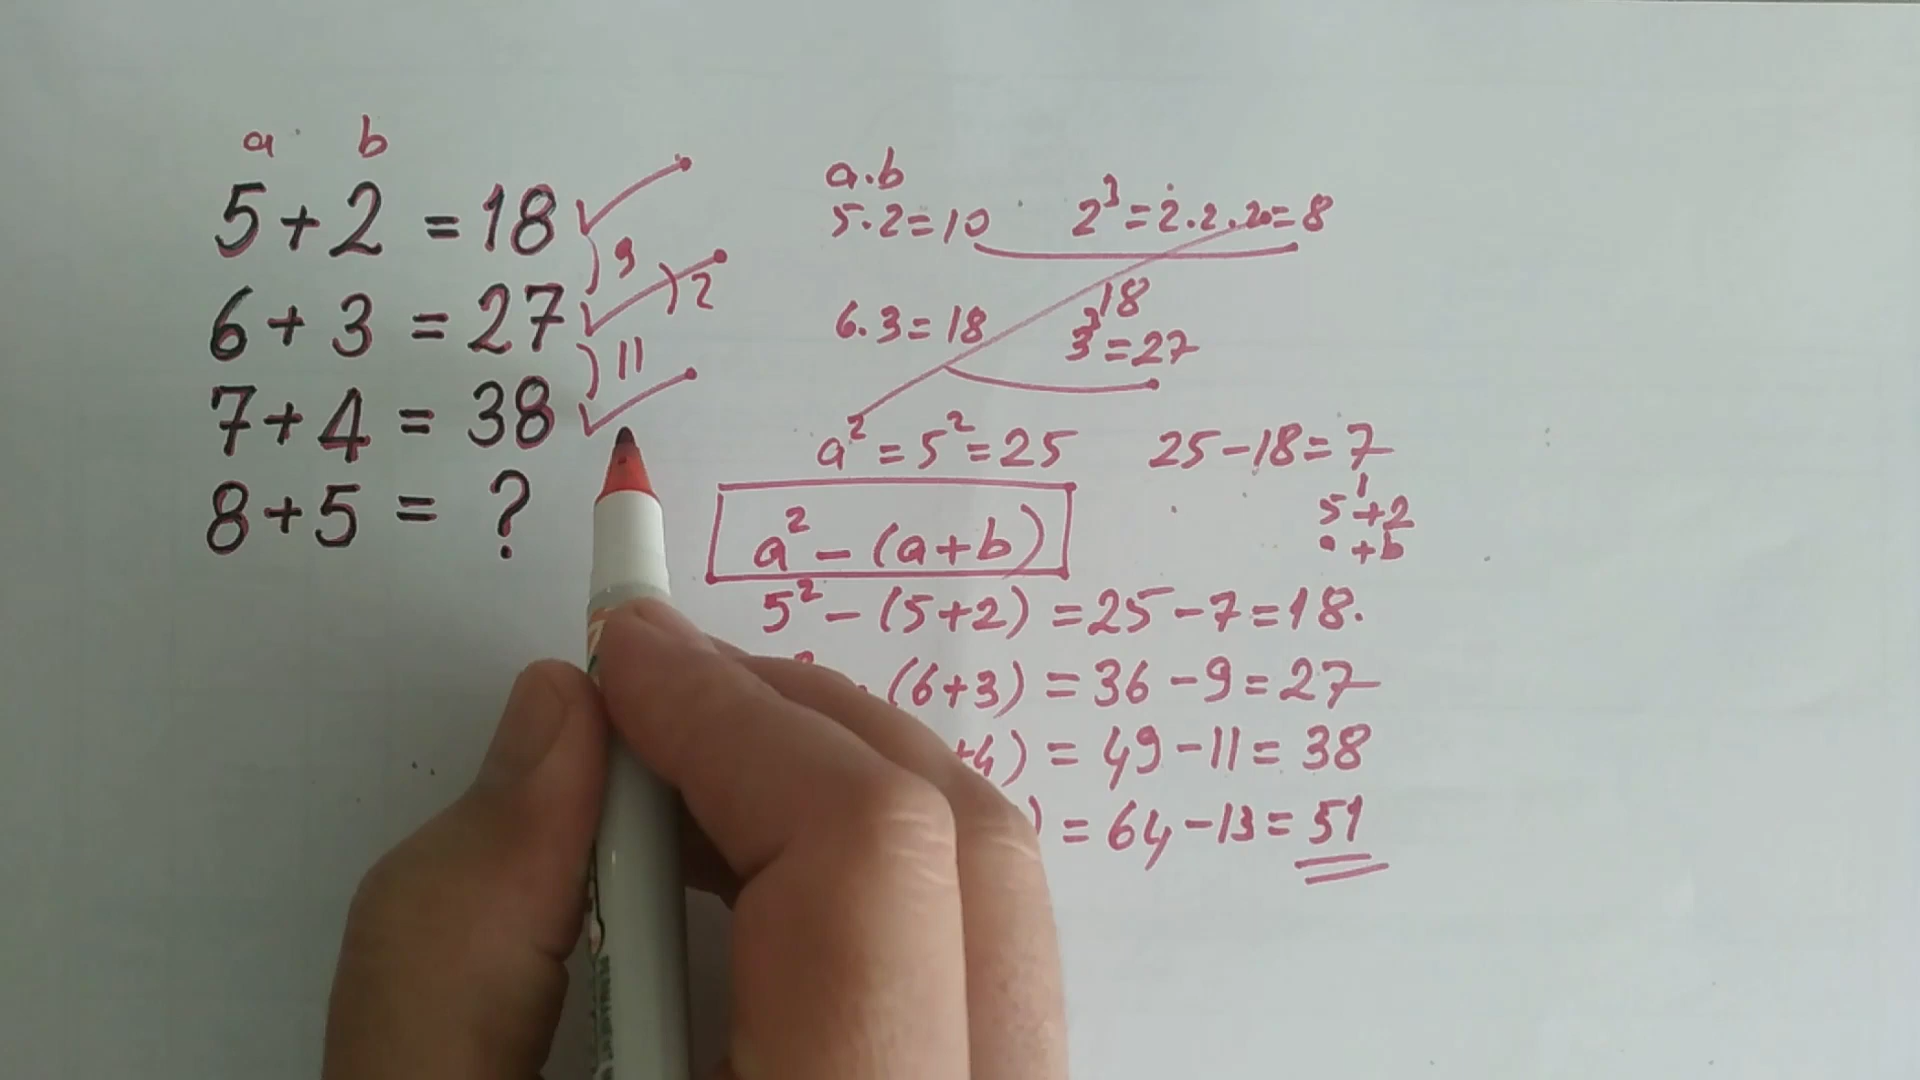 a b
5+2 =18
6+3 =27
7+4 = 38
8+5 = ?
9
2
11
a.b
5.2=10 2³=2.2.2=8
18
6.3=18 3³=27
a²=5²=25 25-18=7
5+2
a+b
a²-(a+b)
5²-(5+2) =25-7=18.
(6+3) =36-9=27
+4) = 49-11= 38
) = 64-13=51